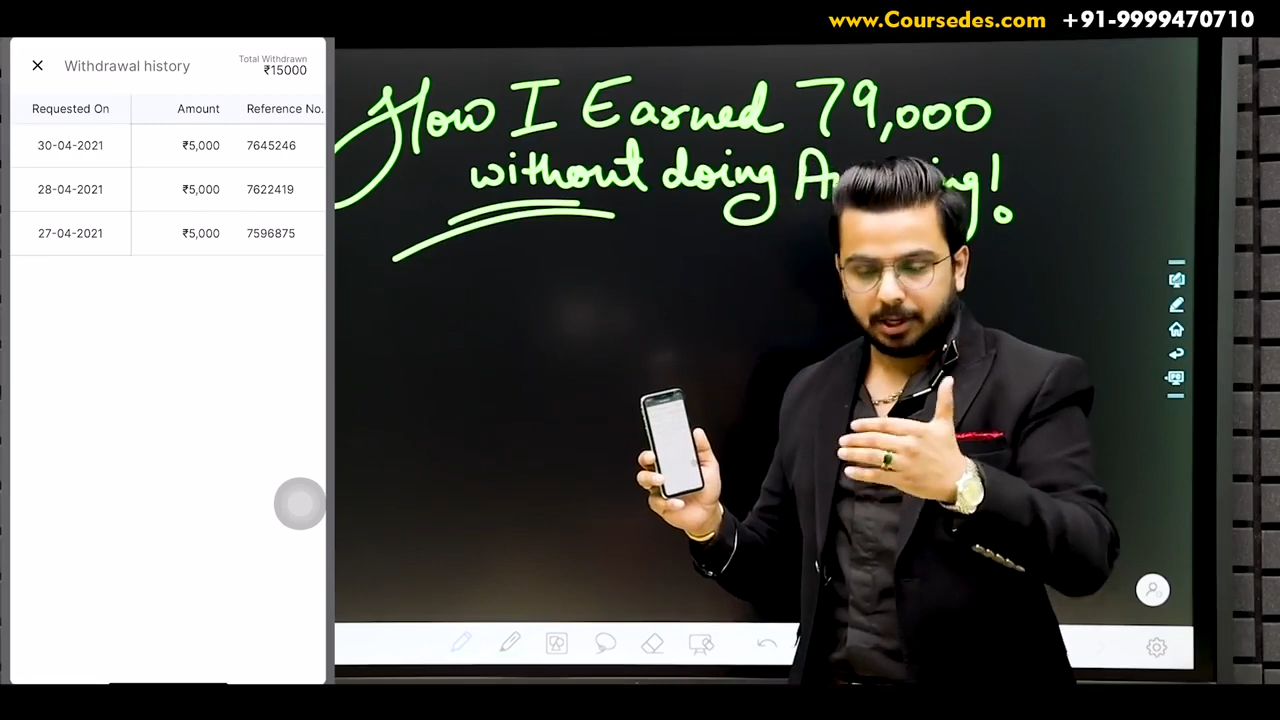 www.Coursedes.com +91-9999470710
Withdrawal history
Total Withdrawn
₹15000
Requested On Amount Reference No.
30-04-2021 ₹5,000 7645246
28-04-2021 ₹5,000 7622419
27-04-2021 ₹5,000 7596875
How I Earned 79,000
without doing